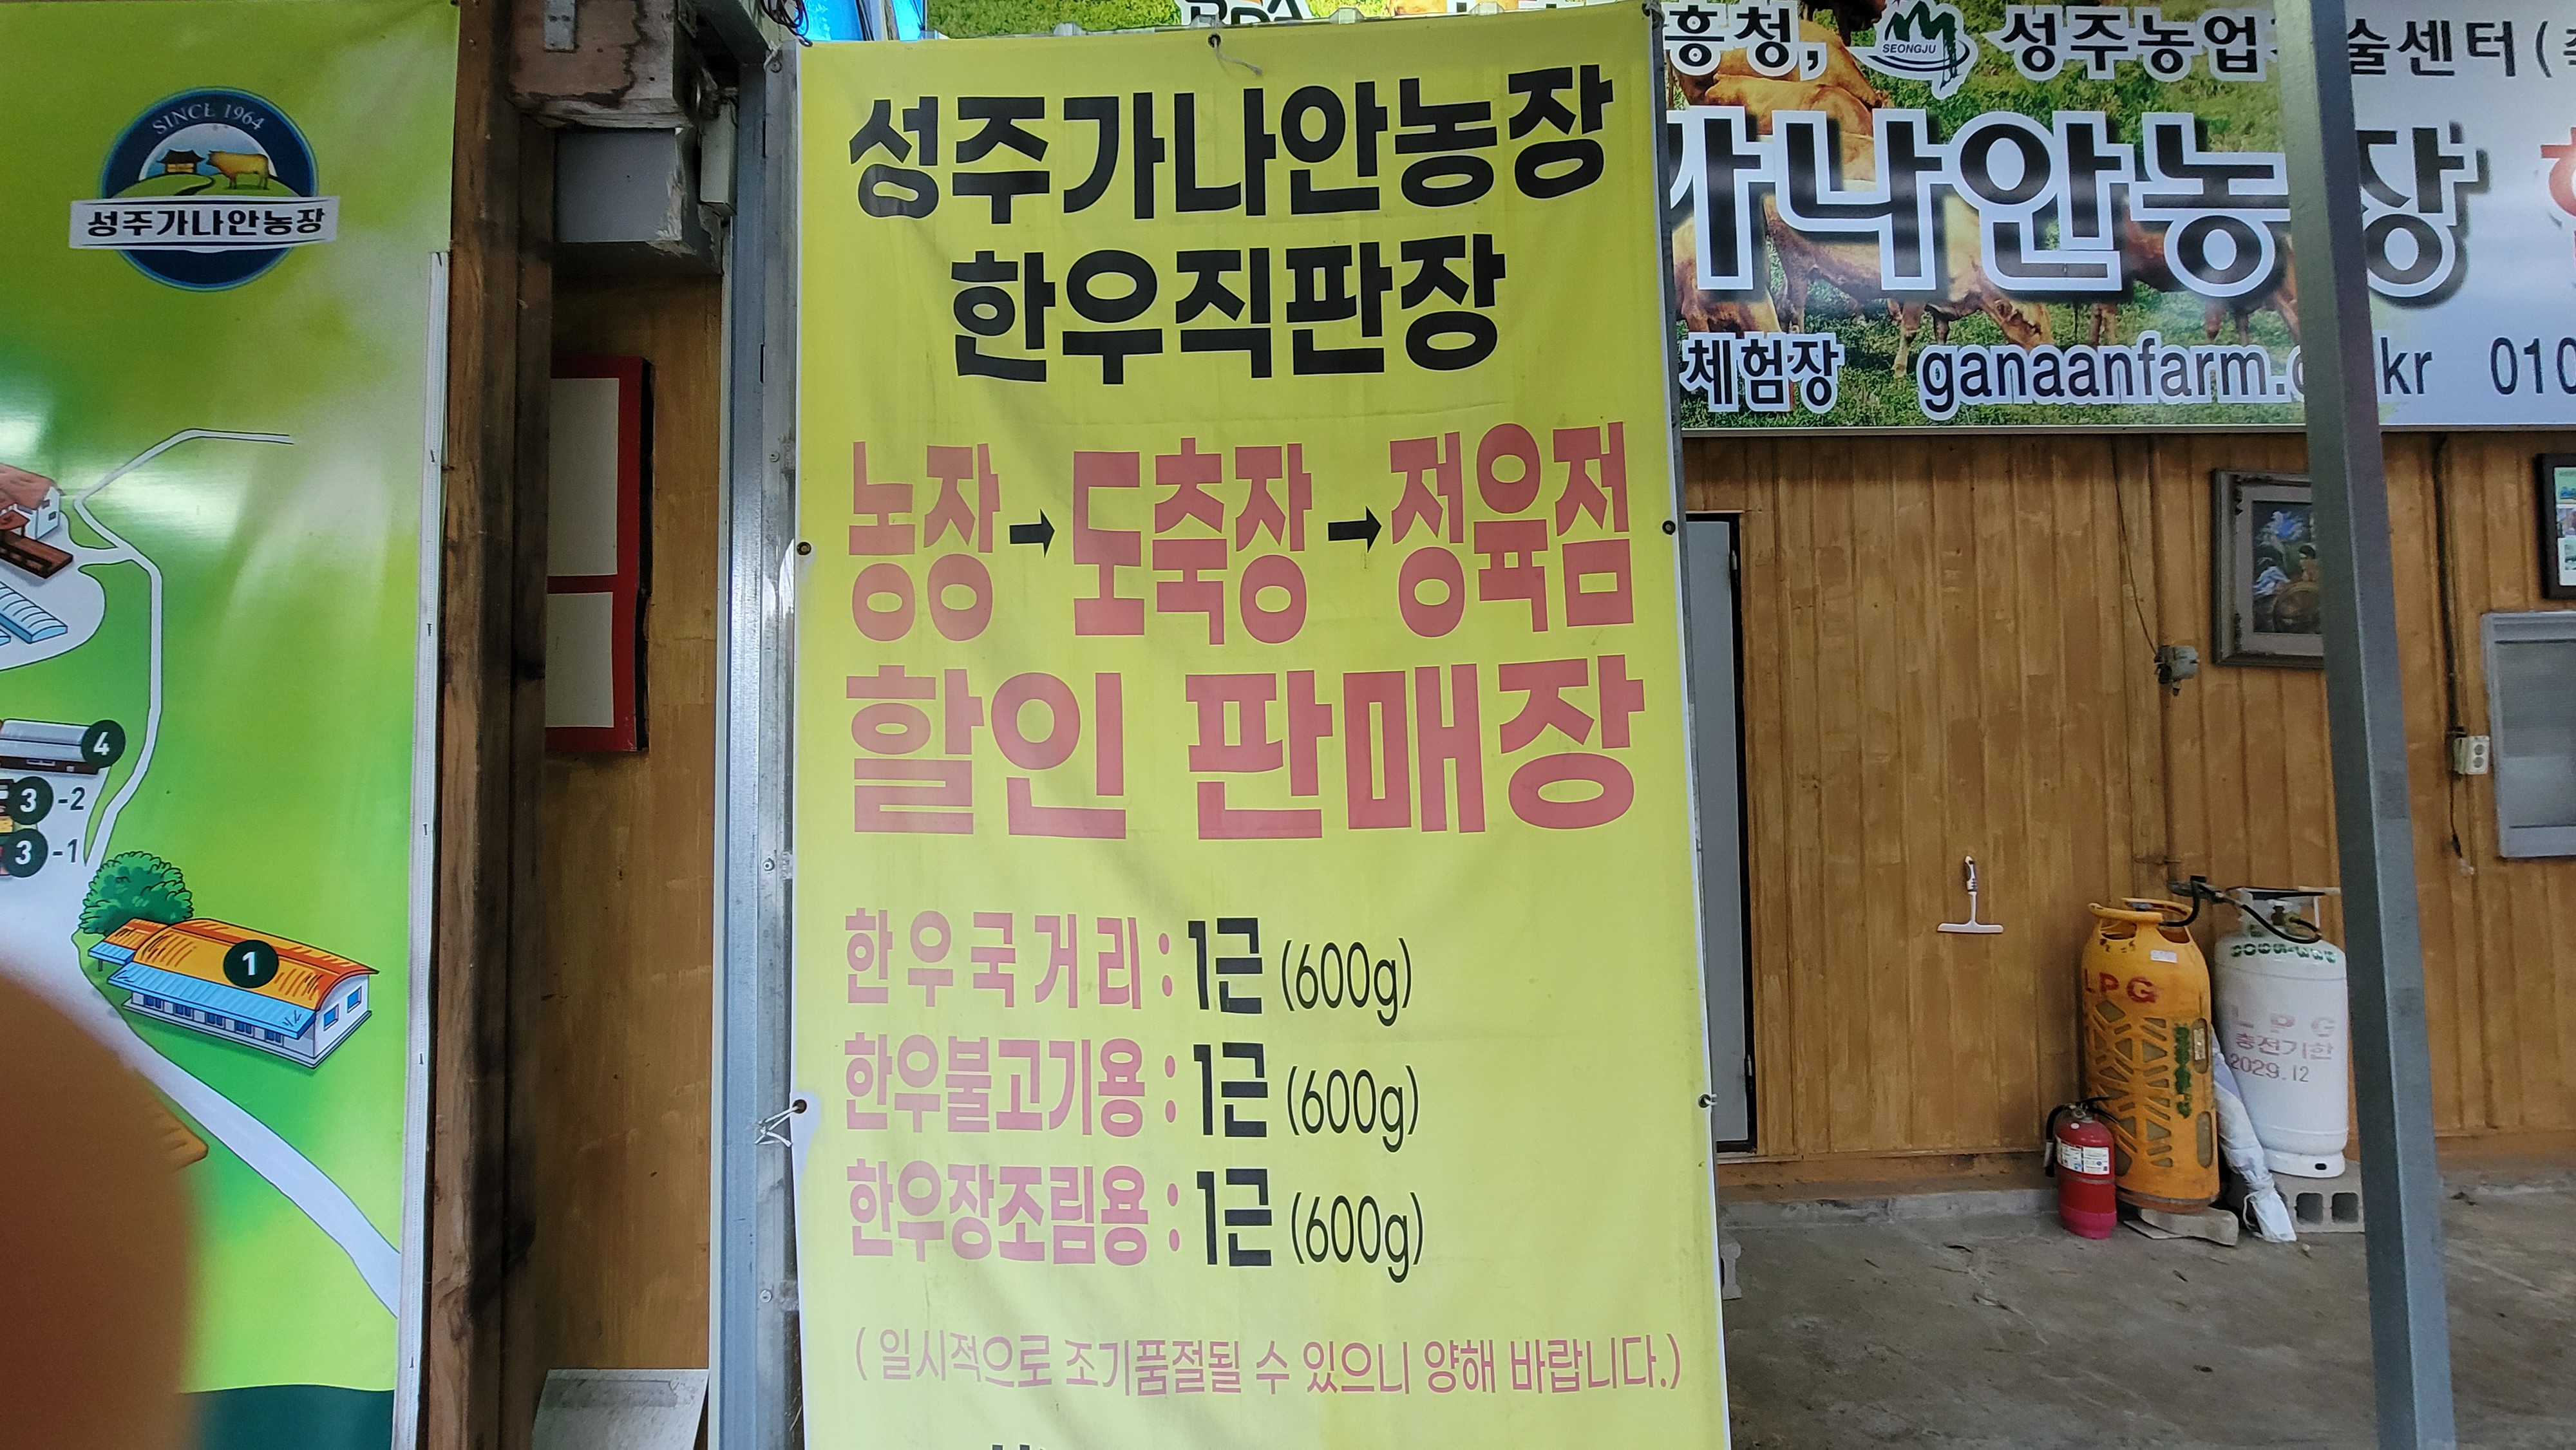 SINCE 1964
성주가나안농장
4
3-2
3-1
1
성주가나안농장
한우직판장
농장→도축장→정육점
할인 판매장
한우국거리 : 1근 (600g)
한우불고기용 : 1근 (600g)
한우장조림용 : 1근 (600g)
( 일시적으로 조기품절될 수 있으니 양해 바랍니다.)
흥청, SEONGJU 성주농업 술센터 (
가나안농장
체험장 ganaanfarm. kr 010
LPG
LPG
충전기한
2029.12